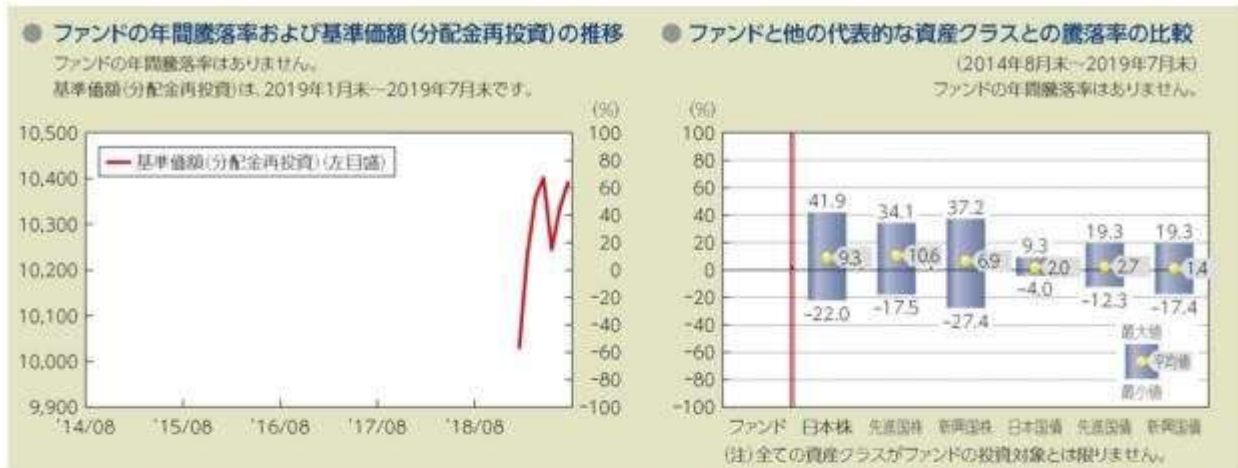 ● ファンドの年間騰落率および基準価額(分配金再投資)の推移
ファンドの年間騰落率はありません。
基準価額(分配金再投資)は、2019年1月末～2019年7月末です。
(%)
10,500
10,400
10,300
10,200
10,100
10,000
9,900
基準価額(分配金再投資)(左目盛)
100
80
60
40
20
0
-20
-40
-60
-80
-100
'14/08 '15/08 '16/08 '17/08 '18/08
● ファンドと他の代表的な資産クラスとの騰落率の比較
(2014年8月末～2019年7月末)
ファンドの年間騰落率はありません。
(%)
100
80
60
40
20
0
-20
-40
-60
-80
-100
41.9 34.1 37.2 9.3 19.3 19.3
9.3 10.6 6.9 2.0 2.7 1.4
-22.0 -17.5 -27.4 -4.0 -12.3 -17.4
最大値
平均値
最小値
ファンド 日本株 先進国株 新興国株 日本国債 先進国債 新興国債
(注)全ての資産クラスがファンドの投資対象とは限りません。